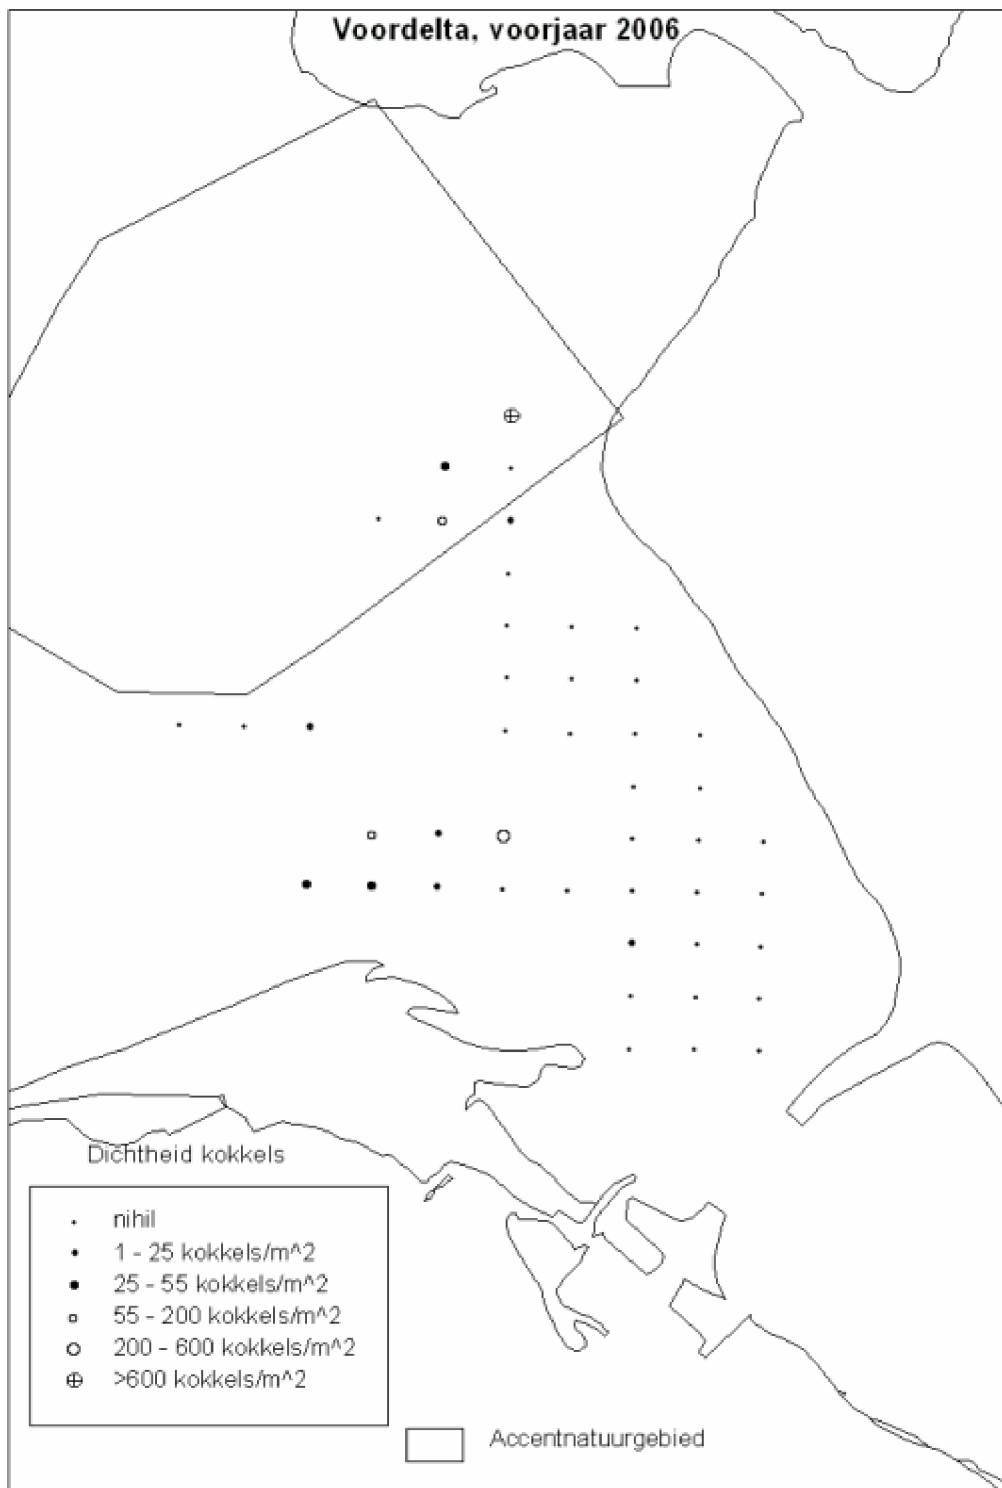 Voordelta, voorjaar 2006
Dichtheid kokkels
nihil
1 - 25 kokkels/m^2
25 - 55 kokkels/m^2
55 - 200 kokkels/m^2
200 - 600 kokkels/m^2
>600 kokkels/m^2
Accentnatuurgebied